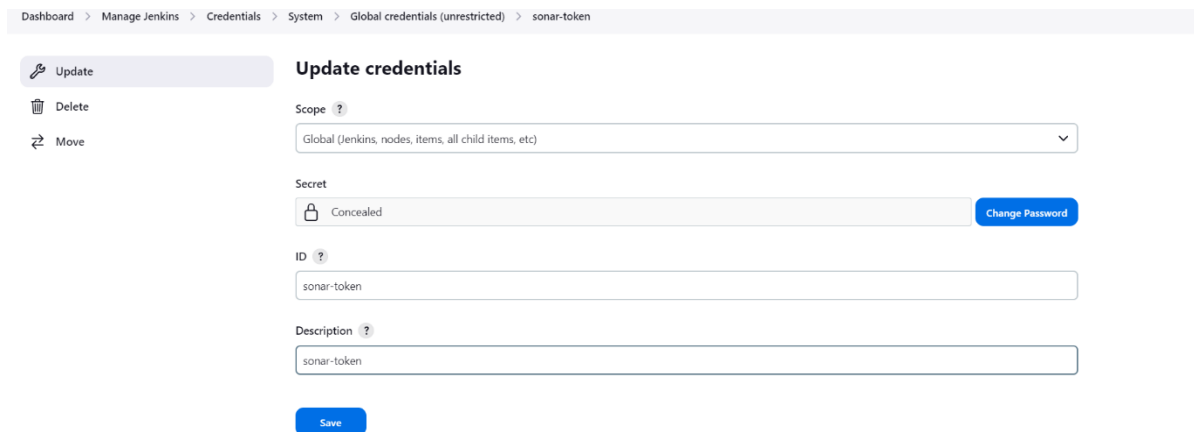 Dashboard > Manage Jenkins > Credentials > System > Global credentials (unrestricted) > sonar-token
Update
Delete
Move
Update credentials
Scope ?
Global (Jenkins, nodes, items, all child items, etc)
Secret
Concealed
Change Password
ID ?
sonar-token
Description ?
sonar-token
Save